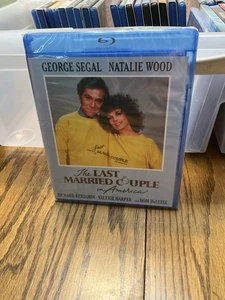 GEORGE SEGAL NATALIE WOOD
The LAST
MARRIED COUPLE
in America
RICHARD BENJAMIN VALERIE HARPER and DOM DeLUISE